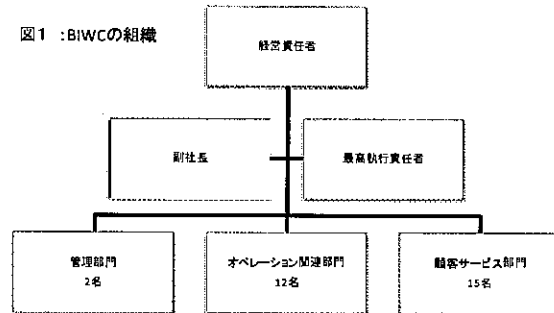 図1 :BIWCの組織
経営責任者
副社長
最高執行責任者
管理部門
2名
オペレーション関連部門
12名
顧客サービス部門
15名